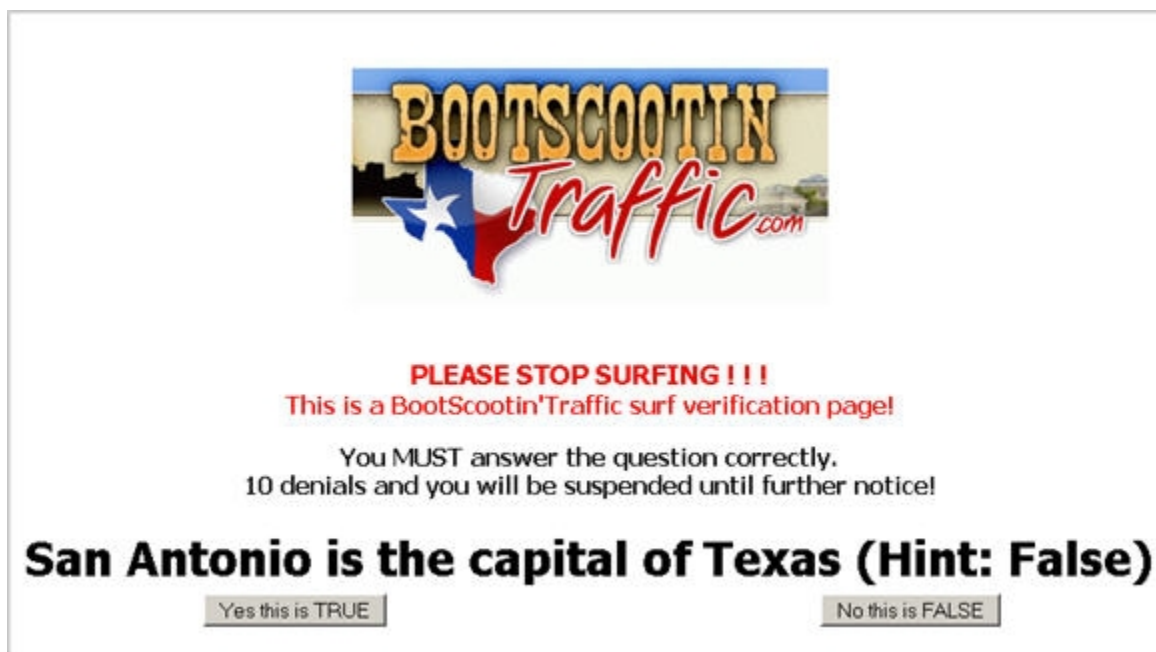 BOOTSCOOTIN
Traffic.com
PLEASE STOP SURFING ! ! !
This is a BootScootin'Traffic surf verification page!
You MUST answer the question correctly.
10 denials and you will be suspended until further notice!
San Antonio is the capital of Texas (Hint: False)
Yes this is TRUE No this is FALSE